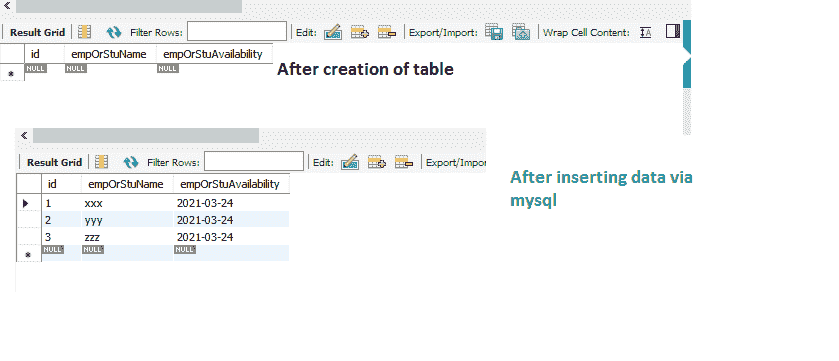 Result Grid Filter Rows: Edit: Export/Import: Wrap Cell Content: IA
id empOrStuName empOrStuAvailability
NULL NULL NULL
After creation of table
Result Grid Filter Rows: Edit: Export/Impor
id empOrStuName empOrStuAvailability
1 xxx 2021-03-24
2 yyy 2021-03-24
3 zzz 2021-03-24
NULL NULL NULL
After inserting data via
mysql